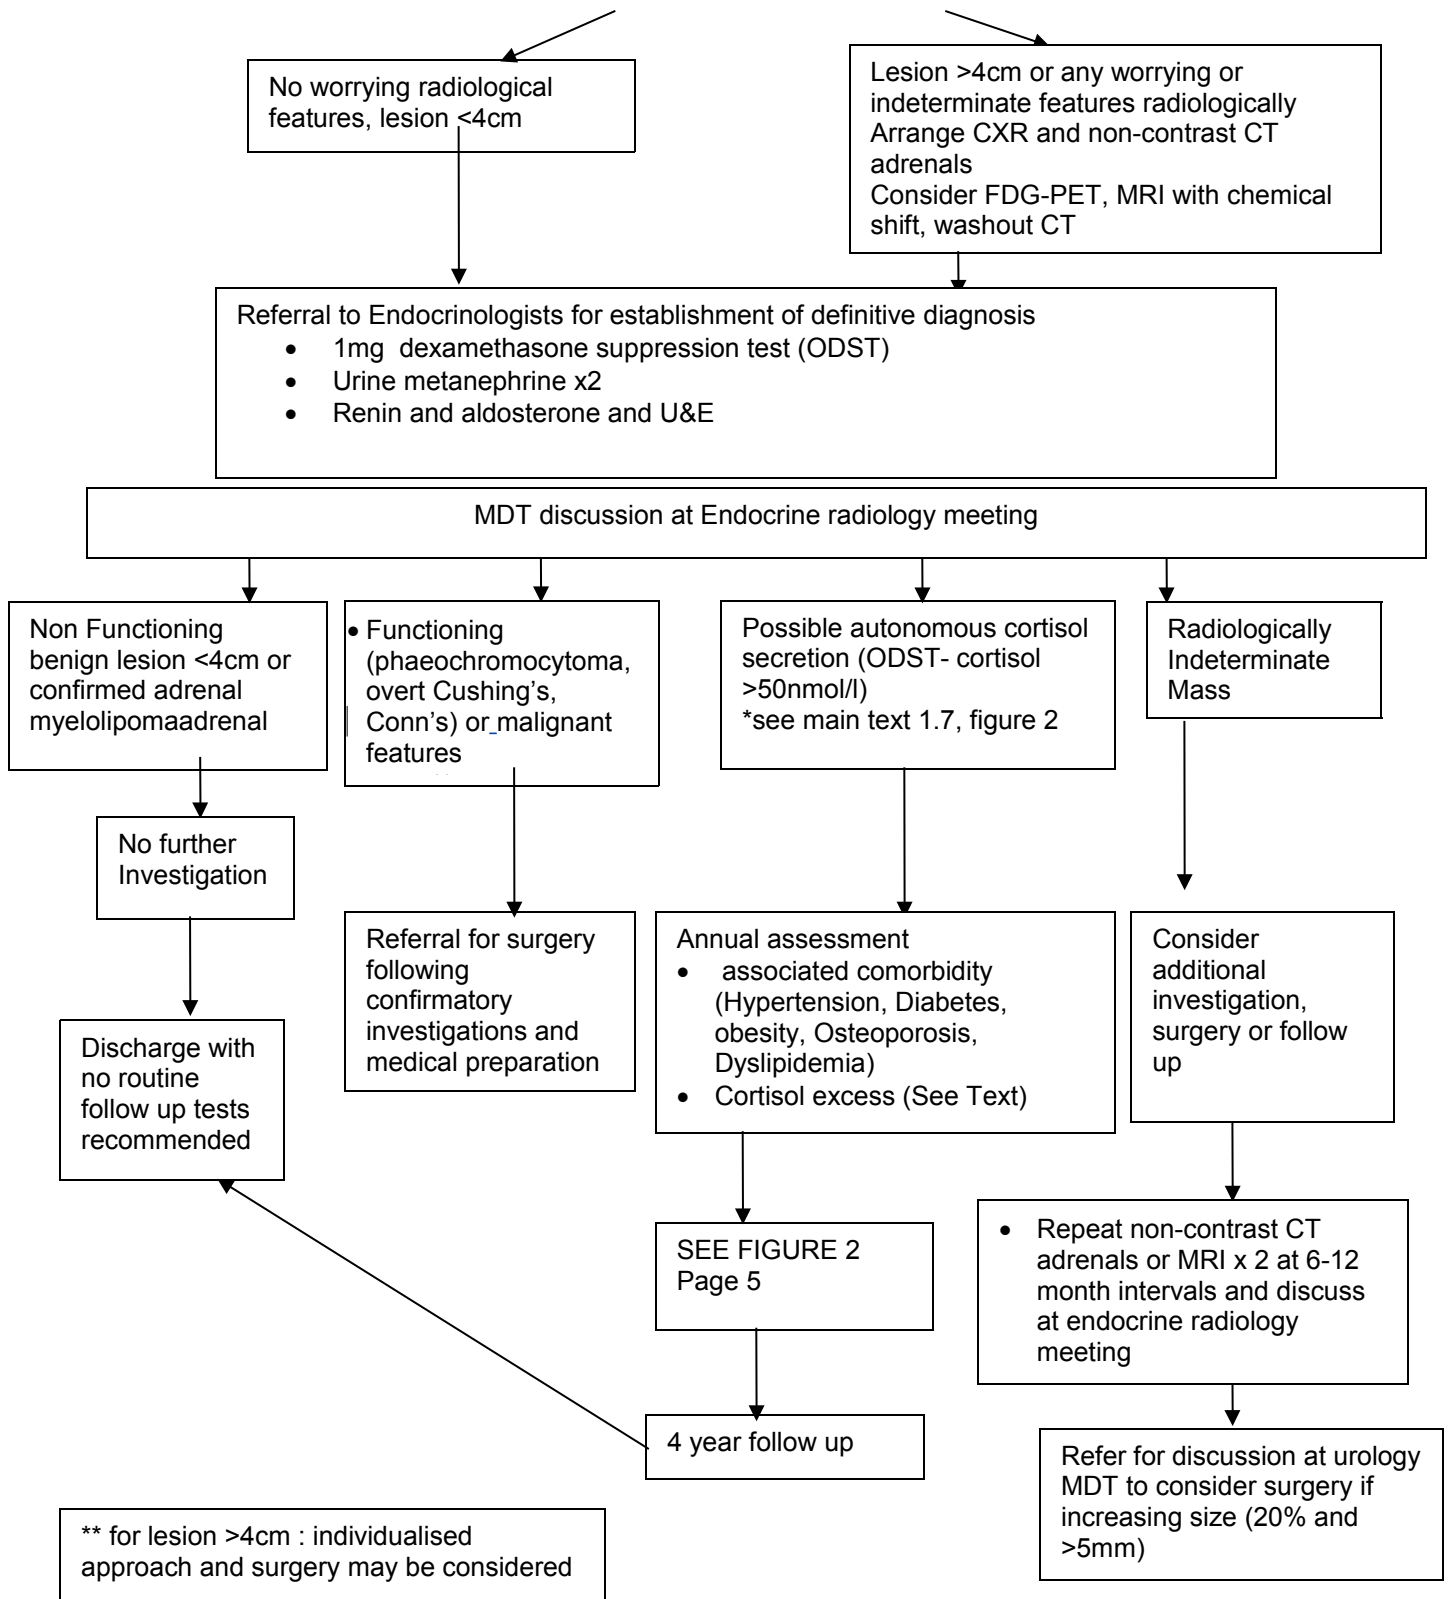 No worrying radiological
features, lesion <4cm
Lesion >4cm or any worrying or
indeterminate features radiologically
Arrange CXR and non-contrast CT
adrenals
Consider FDG-PET, MRI with chemical
shift, washout CT
Referral to Endocrinologists for establishment of definitive diagnosis
• 1mg dexamethasone suppression test (ODST)
• Urine metanephrine x2
• Renin and aldosterone and U&E
MDT discussion at Endocrine radiology meeting
Non Functioning
benign lesion <4cm or
confirmed adrenal
myelolipomaadrenal
• Functioning
(phaeochromocytoma,
overt Cushing’s,
Conn’s) or malignant
features
Possible autonomous cortisol
secretion (ODST- cortisol
>50nmol/l)
*see main text 1.7, figure 2
Radiologically
Indeterminate
Mass
No further
Investigation
Referral for surgery
following
confirmatory
investigations and
medical preparation
Annual assessment
• associated comorbidity
(Hypertension, Diabetes,
obesity, Osteoporosis,
Dyslipidemia)
• Cortisol excess (See Text)
Consider
additional
investigation,
surgery or follow
up
Discharge with
no routine
follow up tests
recommended
SEE FIGURE 2
Page 5
• Repeat non-contrast CT
adrenals or MRI x 2 at 6-12
month intervals and discuss
at endocrine radiology
meeting
4 year follow up
Refer for discussion at urology
MDT to consider surgery if
increasing size (20% and
>5mm)
** for lesion >4cm : individualised
approach and surgery may be considered